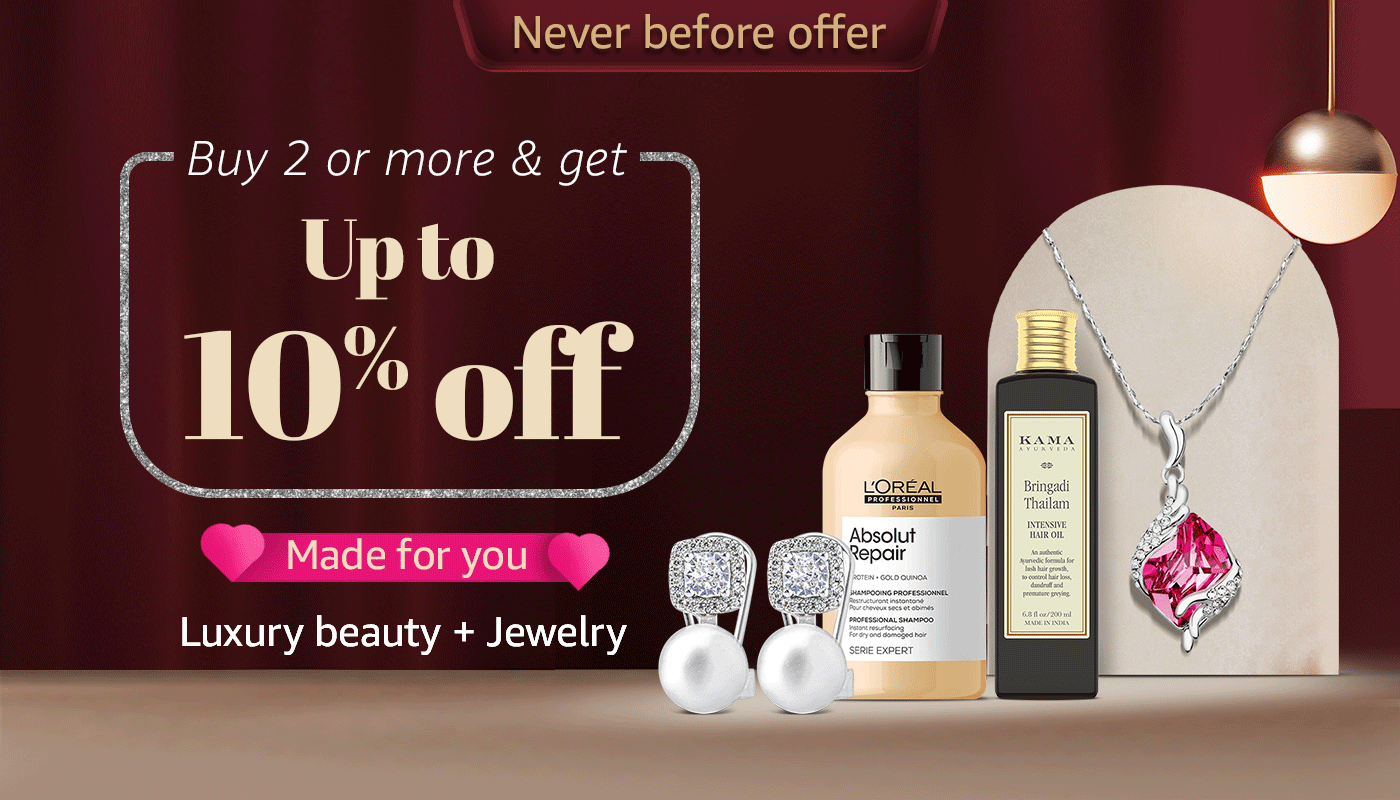 Never before offer
Buy 2 or more & get
Up to
10% off
Made for you
Luxury beauty + Jewelry
L'ORÉAL
PROFESSIONNEL
PARIS
Absolut
Repair
PROTEIN + GOLD QUINOA
SHAMPOOING PROFESSIONNEL
Restructurant instantané
Pour cheveux secs et abîmés
PROFESSIONAL SHAMPOO
Instant resurfacing
For dry and damaged hair
SERIE EXPERT
KAMA
AYURVEDA
Bringadi
Thailam
INTENSIVE
HAIR OIL
An authentic
Ayurvedic formula for
lush hair growth,
to control hair loss,
dandruff and
premature greying.
6.8 fl oz/200 ml
MADE IN INDIA